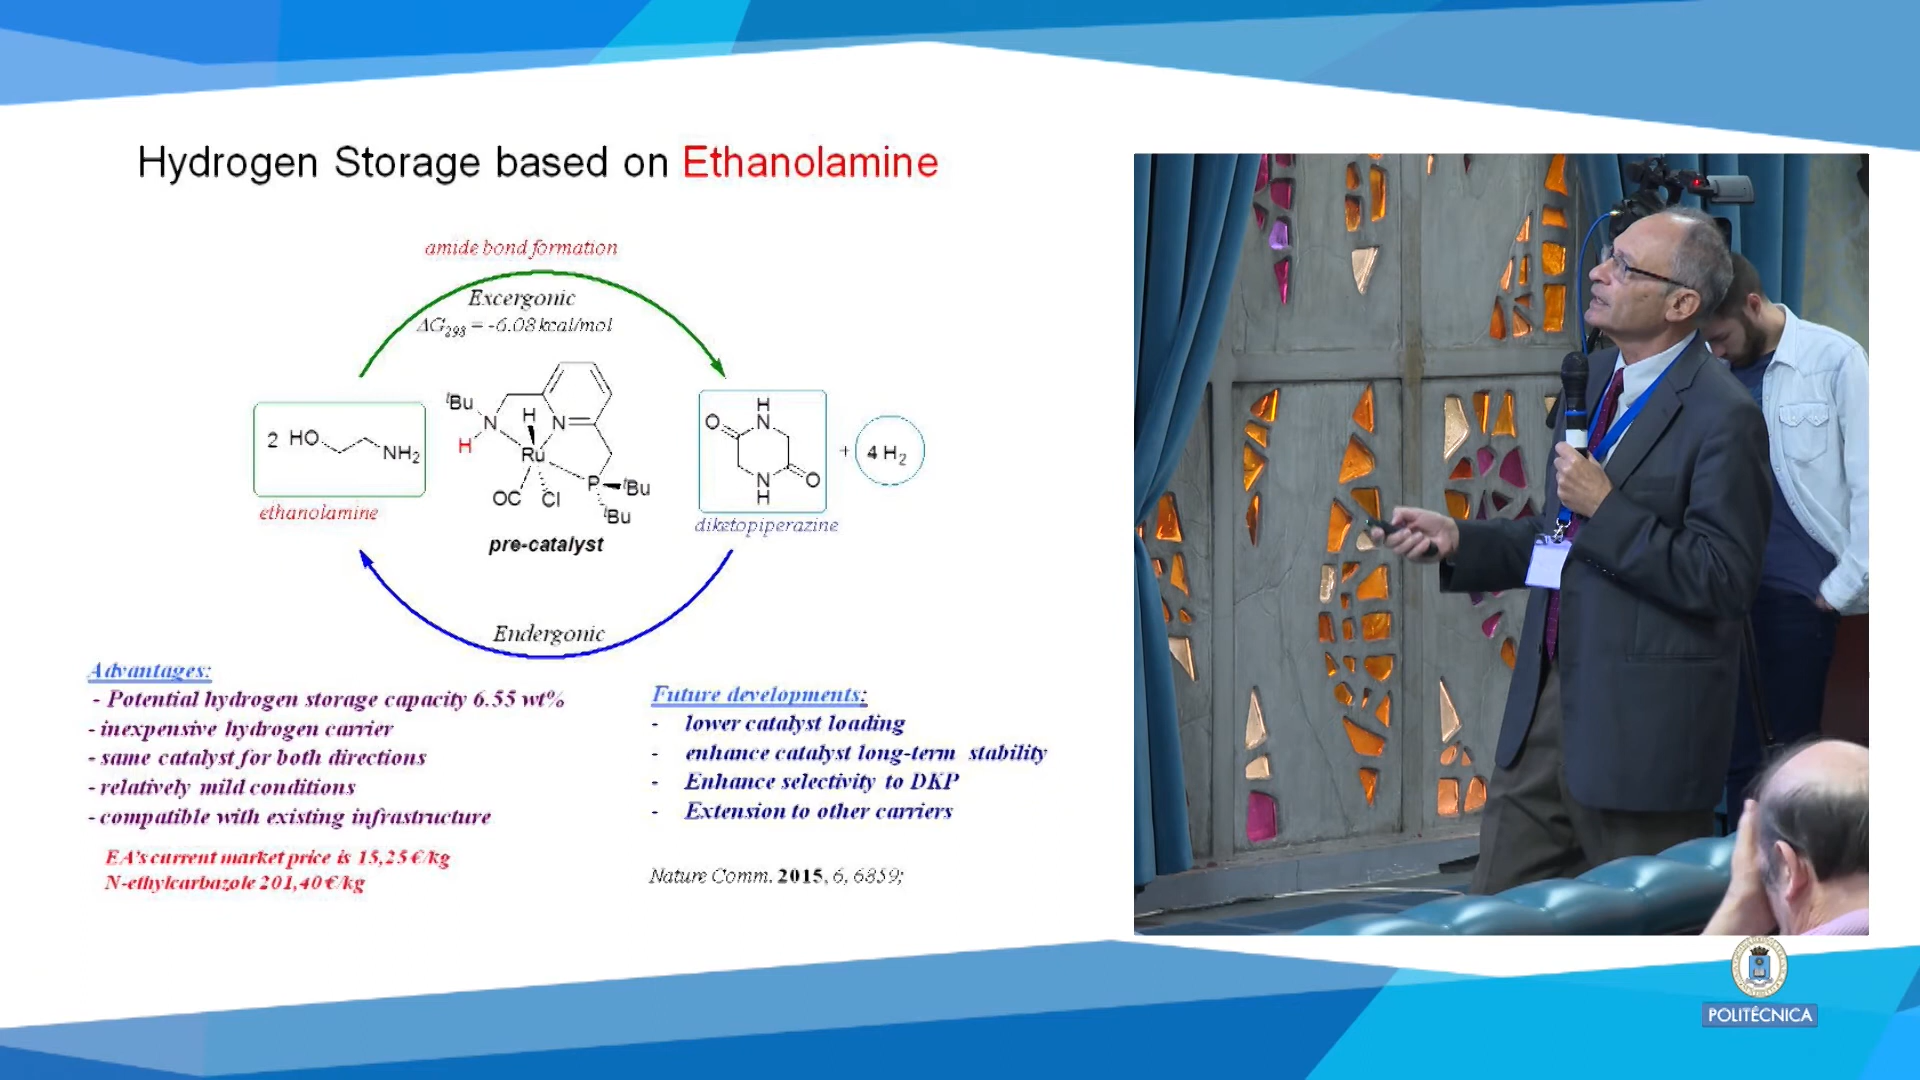 Hydrogen Storage based on Ethanolamine
amide bond formation
Excergonic
ΔG298 = -6.08 kcal/mol
2 HO NH2
ethanolamine
tBu
N
H
H
N
Ru
OC
Cl
P
tBu
tBu
pre-catalyst
H
N
O
O
N
H
diketopiperazine
+ 4 H2
Endergonic
Advantages:
- Potential hydrogen storage capacity 6.55 wt%
- inexpensive hydrogen carrier
- same catalyst for both directions
- relatively mild conditions
- compatible with existing infrastructure
EA's current market price is 15,25 €/kg
N-ethylcarbazole 201,40 €/kg
Future developments:
- lower catalyst loading
- enhance catalyst long-term stability
- Enhance selectivity to DKP
- Extension to other carriers
Nature Comm. 2015, 6, 6859;
POLITÉCNICA